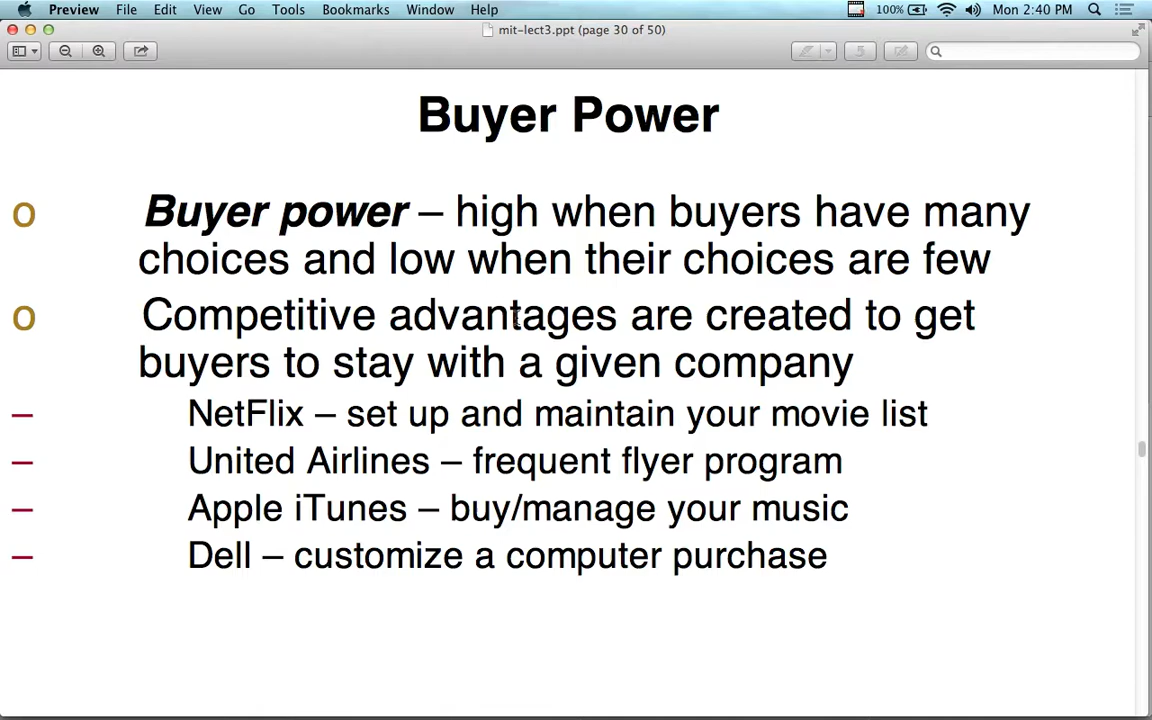 Preview File Edit View Go Tools Bookmarks Window Help 100% Mon 2:40 PM
mit-lect3.ppt (page 30 of 50)
Buyer Power
o Buyer power – high when buyers have many
choices and low when their choices are few
o Competitive advantages are created to get
buyers to stay with a given company
– NetFlix – set up and maintain your movie list
– United Airlines – frequent flyer program
– Apple iTunes – buy/manage your music
– Dell – customize a computer purchase